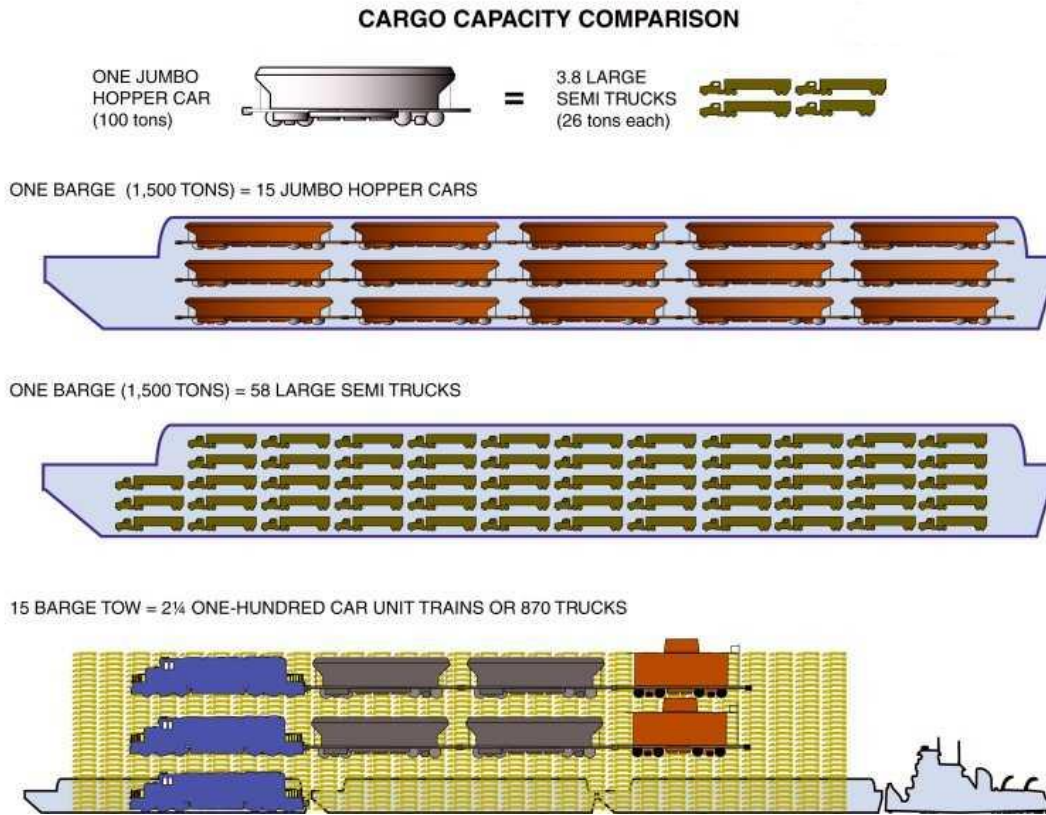 CARGO CAPACITY COMPARISON
ONE JUMBO
HOPPER CAR
(100 tons)
=
3.8 LARGE
SEMI TRUCKS
(26 tons each)
ONE BARGE (1,500 TONS) = 15 JUMBO HOPPER CARS
ONE BARGE (1,500 TONS) = 58 LARGE SEMI TRUCKS
15 BARGE TOW = 2¼ ONE-HUNDRED CAR UNIT TRAINS OR 870 TRUCKS